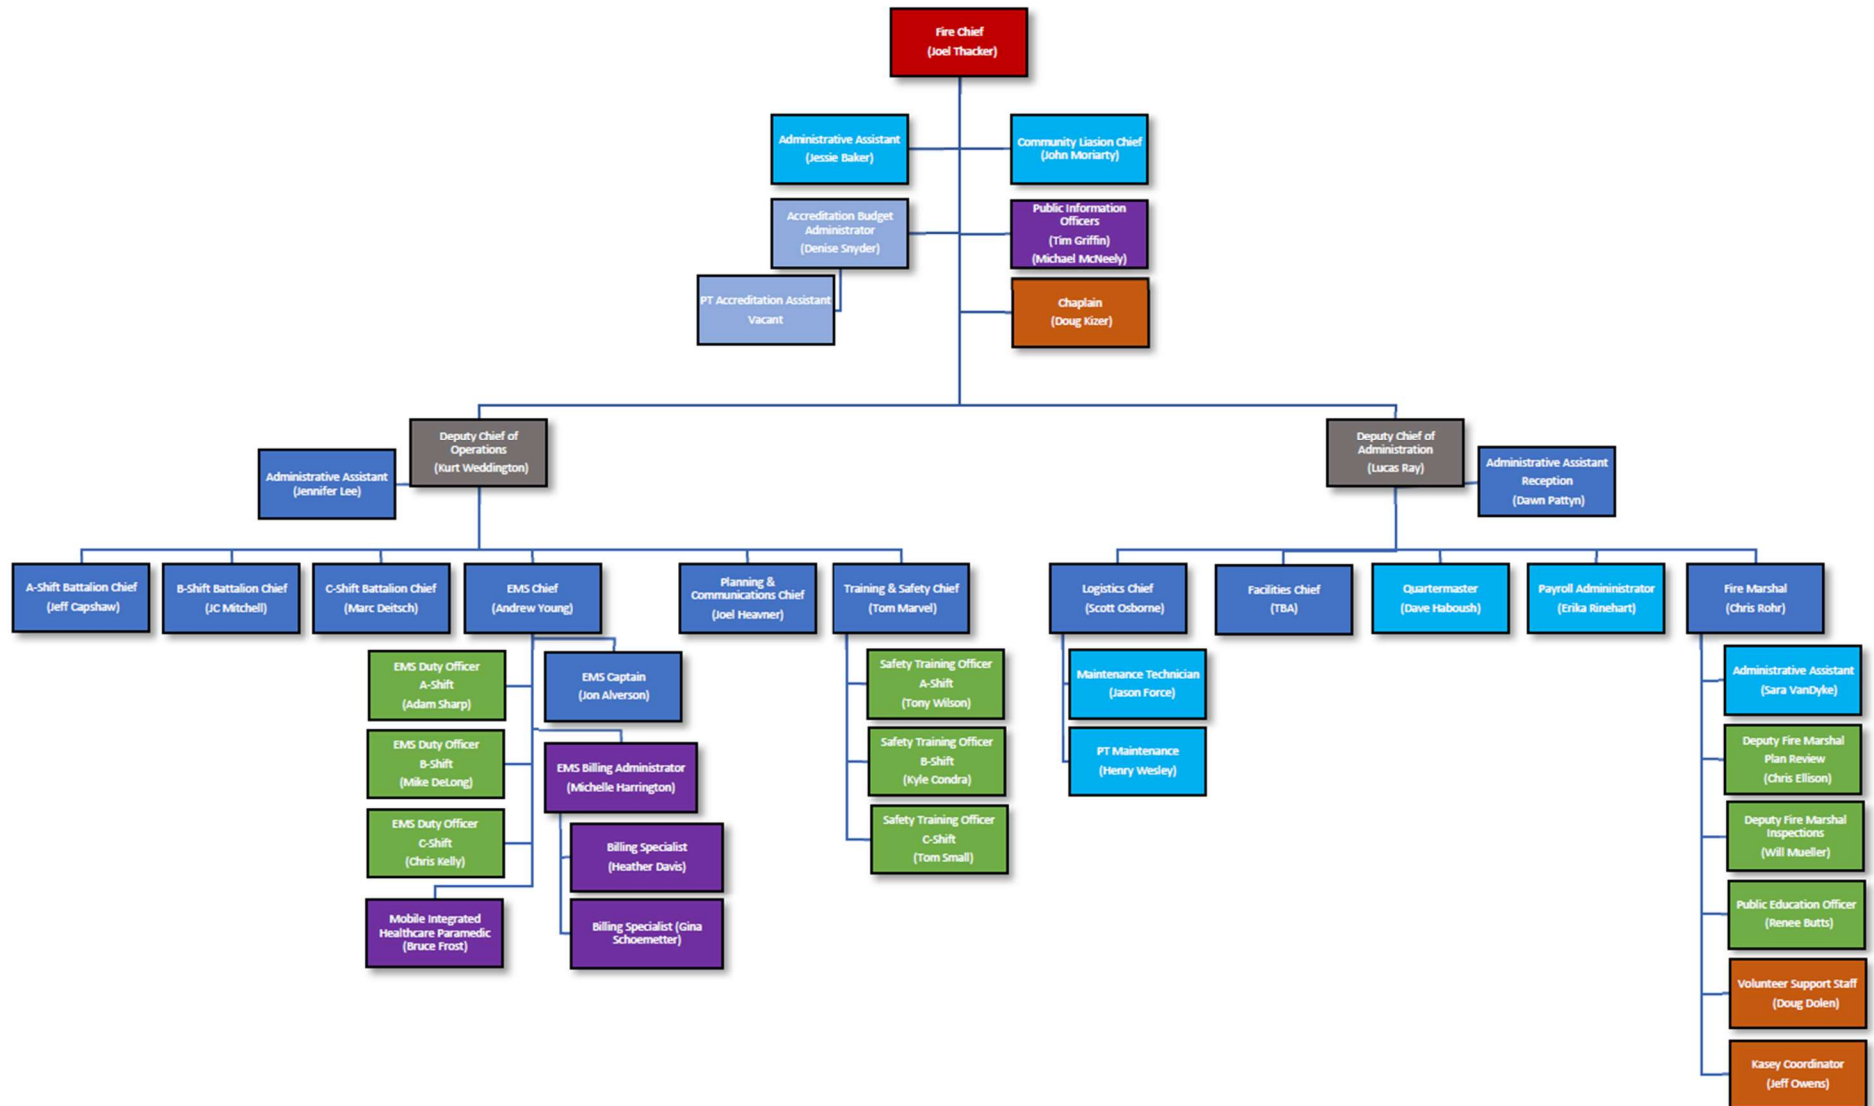 Fire Chief
(Joel Thacker)
Administrative Assistant
(Jessie Baker)
Community Liasion Chief
(John Moriarty)
Accreditation Budget
Administrator
(Denise Snyder)
Public Information
Officers
(Tim Griffin)
(Michael McNeely)
PT Accreditation Assistant
Vacant
Chaplain
(Doug Kizer)
Deputy Chief of
Operations
(Kurt Weddington)
Administrative Assistant
(Jennifer Lee)
Deputy Chief of
Administration
(Lucas Ray)
Administrative Assistant
Reception
(Dawn Pattyn)
A-Shift Battalion Chief
(Jeff Capshaw)
B-Shift Battalion Chief
(JC Mitchell)
C-Shift Battalion Chief
(Marc Deitsch)
EMS Chief
(Andrew Young)
Planning &
Communications Chief
(Joel Heavner)
Training & Safety Chief
(Tom Marvel)
Logistics Chief
(Scott Osborne)
Facilities Chief
(TBA)
Quartermaster
(Dave Haboush)
Payroll Admininistrator
(Erika Rinehart)
Fire Marshal
(Chris Rohr)
EMS Duty Officer
A-Shift
(Adam Sharp)
EMS Duty Officer
B-Shift
(Mike DeLong)
EMS Duty Officer
C-Shift
(Chris Kelly)
Mobile Integrated
Healthcare Paramedic
(Bruce Frost)
EMS Captain
(Jon Alverson)
EMS Billing Administrator
(Michelle Harrington)
Billing Specialist
(Heather Davis)
Billing Specialist (Gina
Schoemetter)
Safety Training Officer
A-Shift
(Tony Wilson)
Safety Training Officer
B-Shift
(Kyle Condra)
Safety Training Officer
C-Shift
(Tom Small)
Maintenance Technician
(Jason Force)
PT Maintenance
(Henry Wesley)
Administrative Assistant
(Sara VanDyke)
Deputy Fire Marshal
Plan Review
(Chris Ellison)
Deputy Fire Marshal
Inspections
(Will Mueller)
Public Education Officer
(Renee Butts)
Volunteer Support Staff
(Doug Dolen)
Kasey Coordinator
(Jeff Owens)